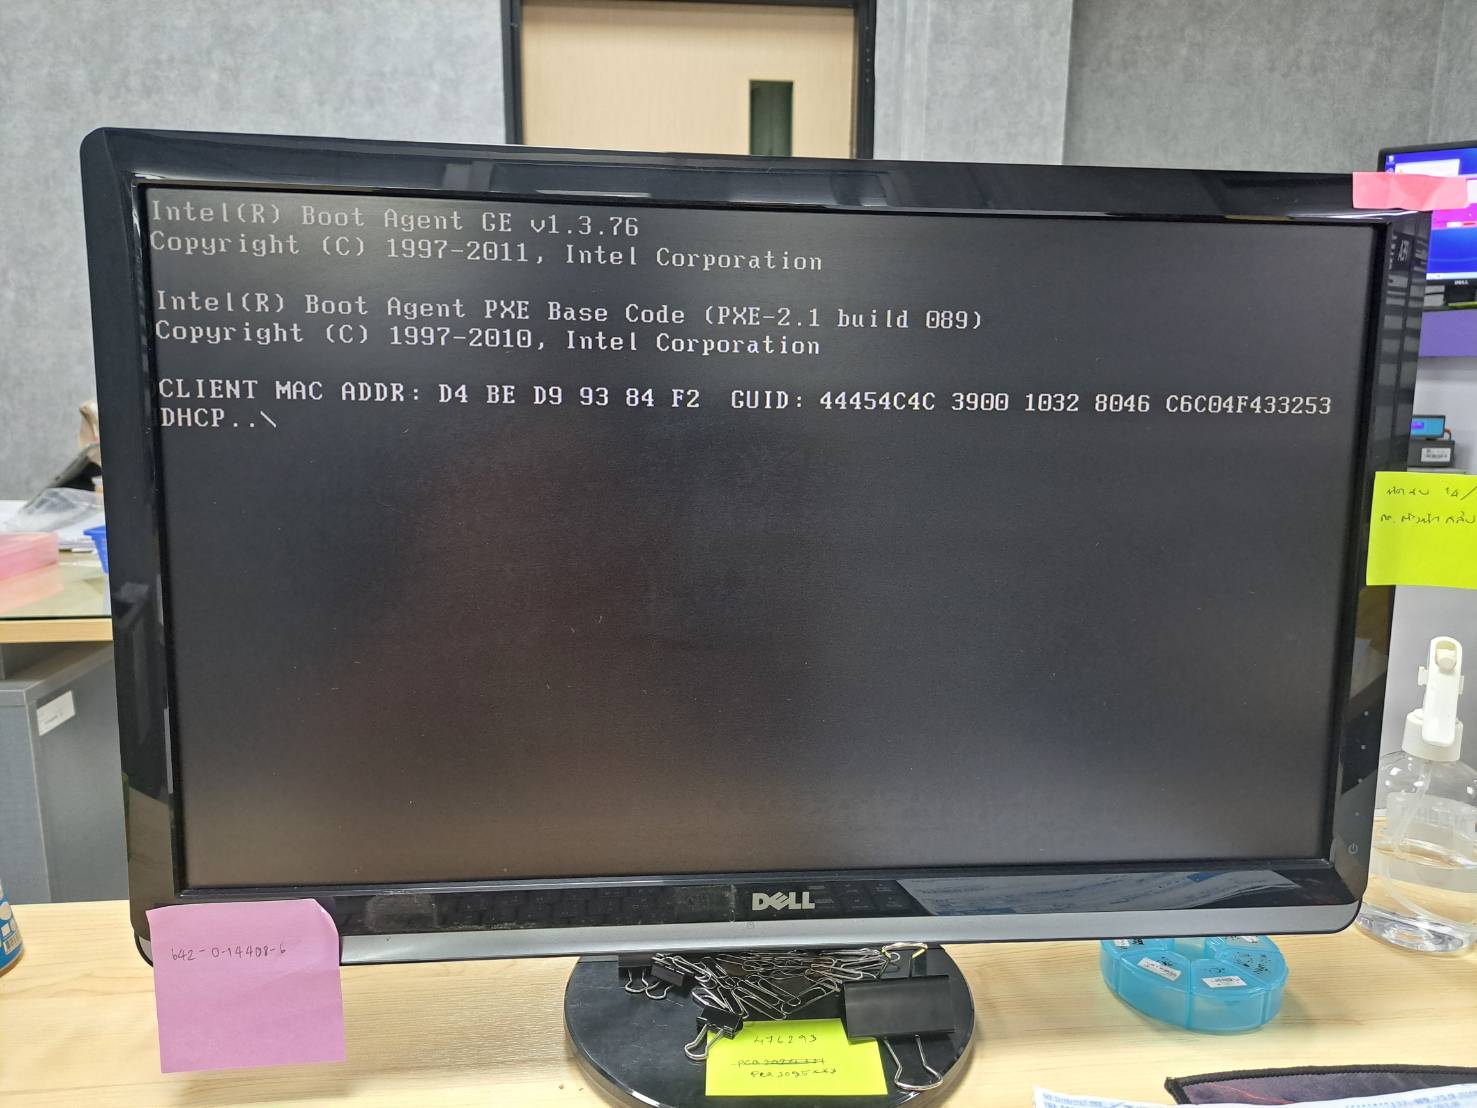 Intel(R) Boot Agent GE v1.3.76
Copyright (C) 1997-2011, Intel Corporation
Intel(R) Boot Agent PXE Base Code (PXE-2.1 build 089)
Copyright (C) 1997-2010, Intel Corporation
CLIENT MAC ADDR: D4 BE D9 93 84 F2 GUID: 44454C4C 3900 1032 8046 C6C04F433253
DHCP..\
DELL
642-0-14408-6
476293